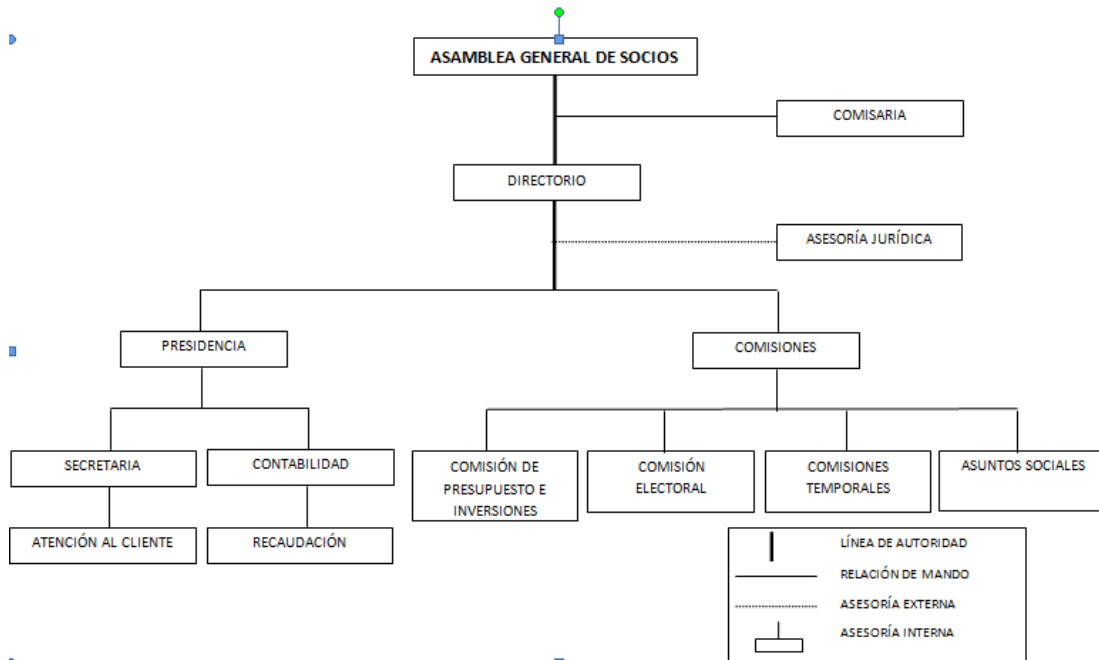 ASAMBLEA GENERAL DE SOCIOS
COMISARIA
DIRECTORIO
ASESORÍA JURÍDICA
PRESIDENCIA
COMISIONES
SECRETARIA
CONTABILIDAD
COMISIÓN DE
PRESUPUESTO E
INVERSIONES
COMISIÓN
ELECTORAL
COMISIONES
TEMPORALES
ASUNTOS SOCIALES
ATENCIÓN AL CLIENTE
RECAUDACIÓN
LÍNEA DE AUTORIDAD
RELACIÓN DE MANDO
ASESORÍA EXTERNA
ASESORÍA INTERNA